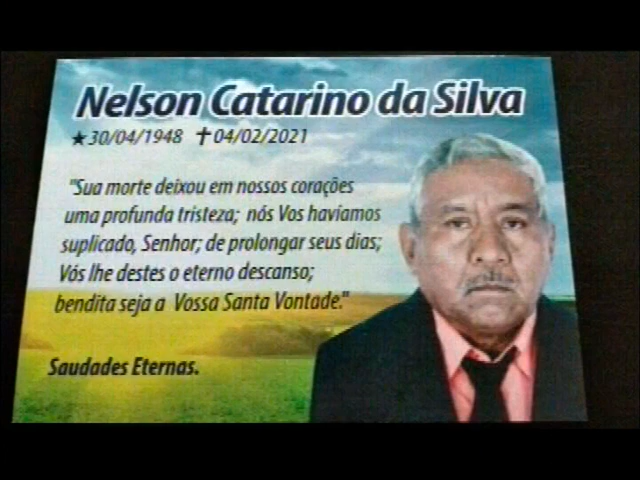 Nelson Catarino da Silva
★30/04/1948 ✝04/02/2021
"Sua morte deixou em nossos corações
uma profunda tristeza; nós Vos havíamos
suplicado, Senhor; de prolongar seus dias;
Vós lhe destes o eterno descanso;
bendita seja a Vossa Santa Vontade."
Saudades Eternas.